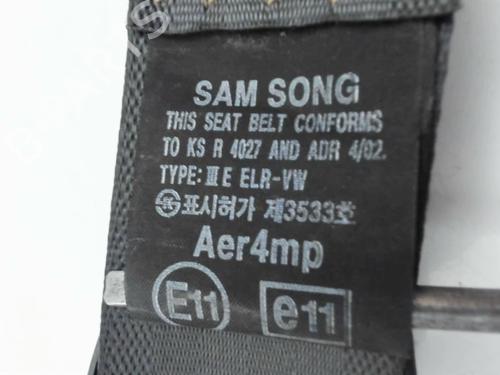 SAM SONG
THIS SEAT BELT CONFORMS
TO KS R 4027 AND ADR 4/02.
TYPE: Ⅲ E ELR-VW
표시허가 제3533호
Aer4mp
E11 e11